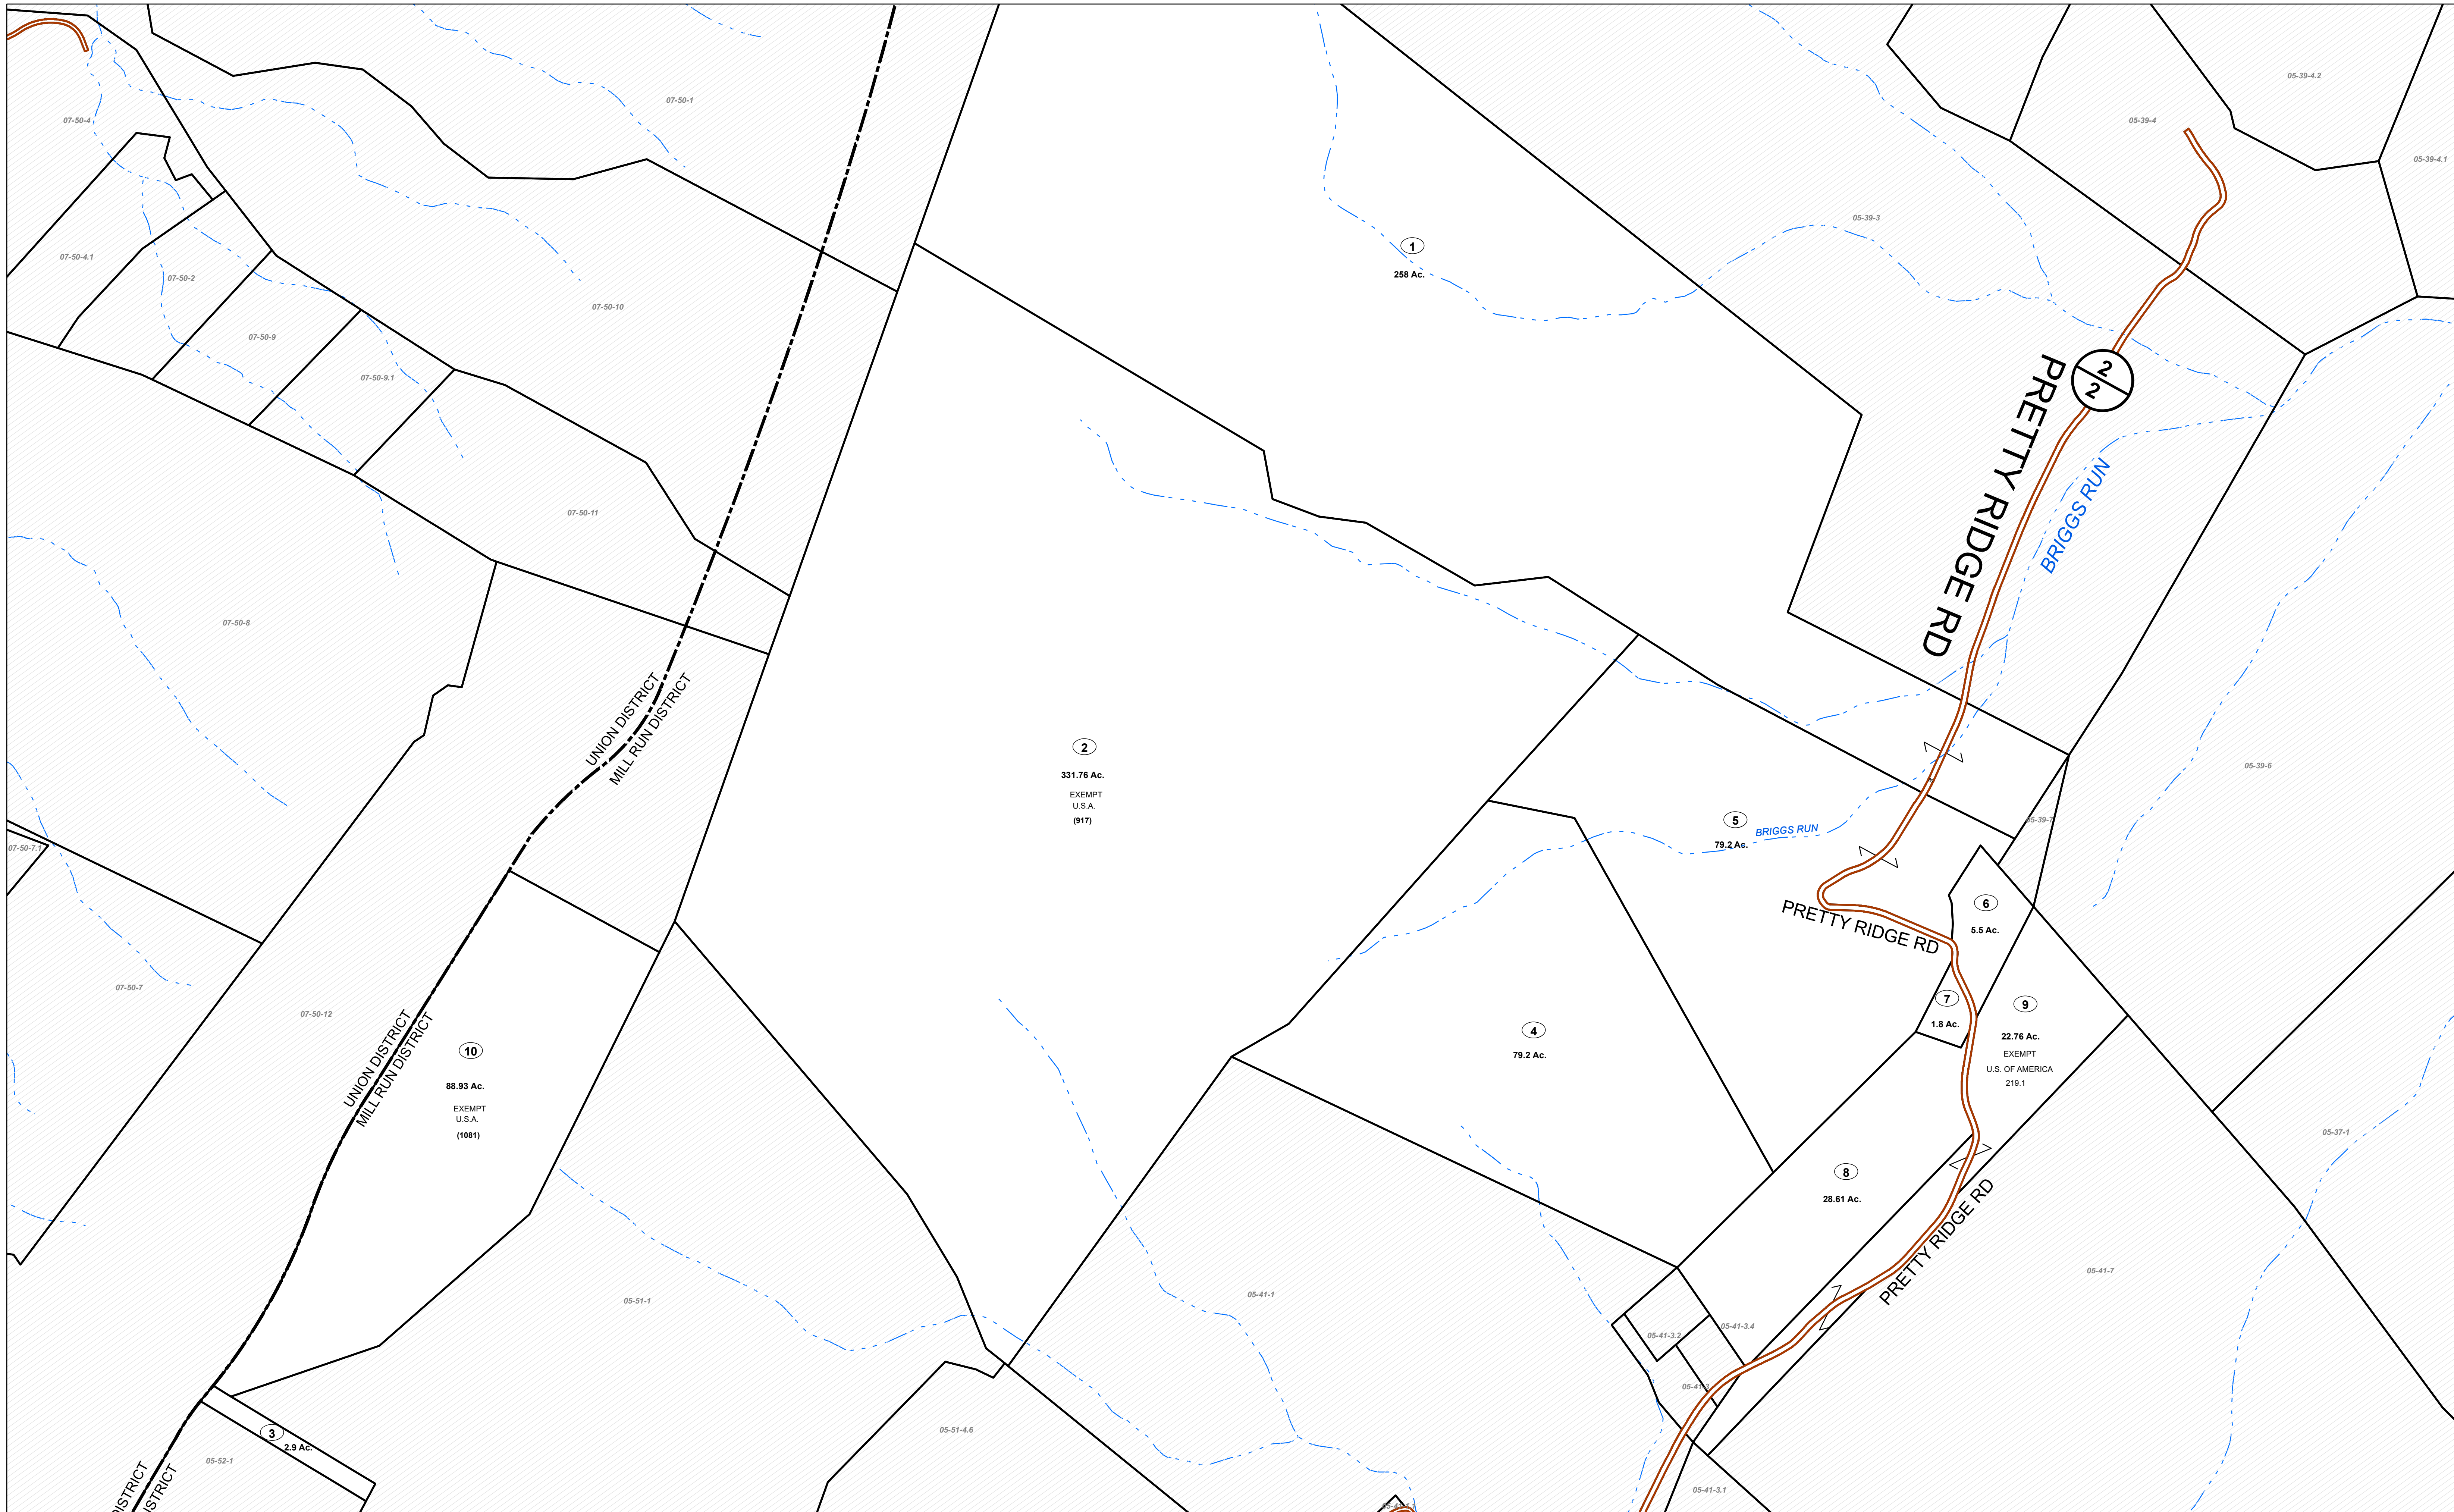 05-39-4.2
07-50-1
07-50-4
05-39-4
05-39-4.1
05-39-3
1
258 Ac.
07-50-4.1
07-50-2
07-50-10
07-50-9
07-50-9.1
2
2
PRETTY RIDGE RD
BRIGGS RUN
07-50-11
07-50-8
UNION DISTRICT
MILL RUN DISTRICT
2
331.76 Ac.
EXEMPT
U.S.A.
(917)
05-39-6
5
79.2 Ac.
BRIGGS RUN
05-39-7
07-50-7.1
PRETTY RIDGE RD
6
5.5 Ac.
07-50-7
07-50-12
7
1.8 Ac.
9
22.76 Ac.
EXEMPT
U.S. OF AMERICA
219.1
4
79.2 Ac.
UNION DISTRICT
MILL RUN DISTRICT
10
88.93 Ac.
EXEMPT
U.S.A.
(1081)
05-37-1
8
28.61 Ac.
PRETTY RIDGE RD
05-41-7
05-51-1
05-41-1
05-41-3.2
05-41-3.4
05-41-3
3
2.9 Ac.
05-51-4.6
05-52-1
DISTRICT
DISTRICT
05-41-3.1